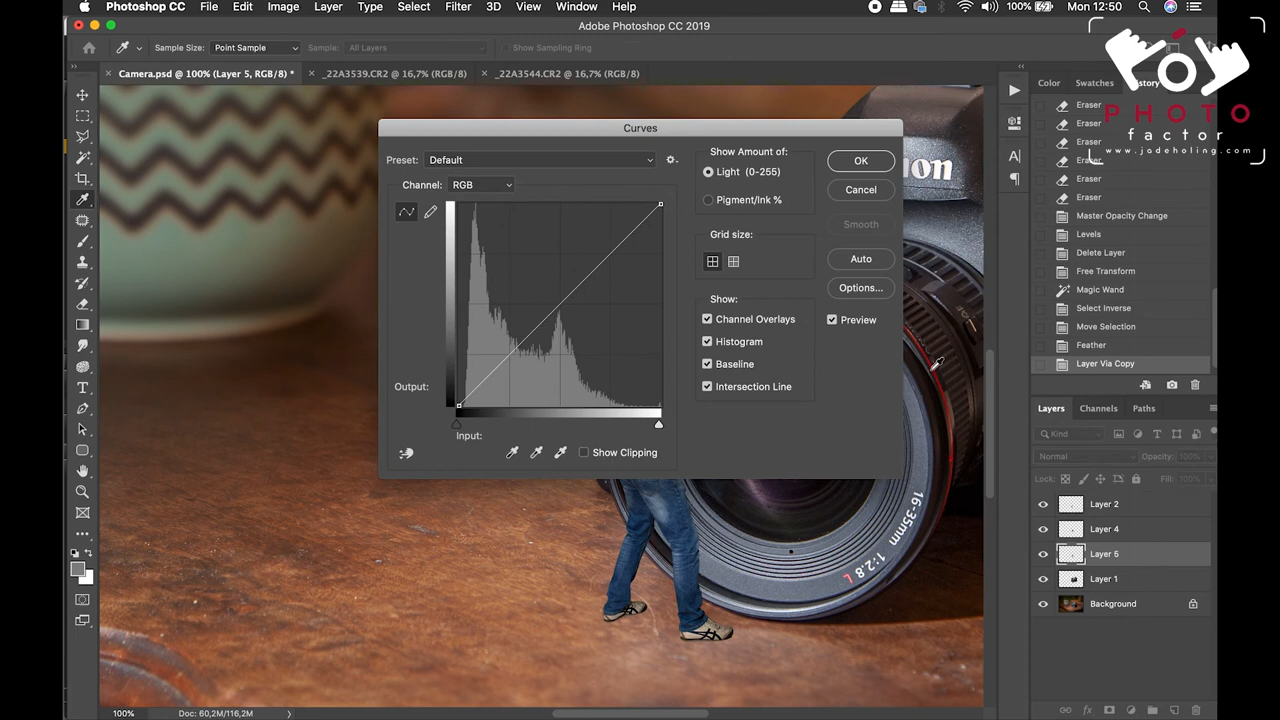 Photoshop CC File Edit Image Layer Type Select Filter 3D View Window Help 100% Mon 12:50
Adobe Photoshop CC 2019
Sample Size: Point Sample Sample: All Layers Show Sampling Ring
Camera.psd @ 100% (Layer 5, RGB/8) * _22A3539.CR2 @ 16,7% (RGB/8) _22A3544.CR2 @ 16,7% (RGB/8)
Color Swatches History
PHOTO
factor
www.jadeholing.com
Eraser
Eraser
Eraser
Eraser
Eraser
Eraser
Master Opacity Change
Levels
Delete Layer
Free Transform
Magic Wand
Select Inverse
Move Selection
Feather
Layer Via Copy
Curves
Preset: Default
Channel: RGB
Output:
Input:
Show Clipping
Show Amount of:
Light (0-255)
Pigment/Ink %
Grid size:
Show:
Channel Overlays
Histogram
Baseline
Intersection Line
OK
Cancel
Smooth
Auto
Options...
Preview
16-35mm
1:2.8 L
Layers Channels Paths
Kind
Normal Opacity: 100%
Lock: Fill: 100%
Layer 2
Layer 4
Layer 5
Layer 1
Background
100% Doc: 60,2M/116,2M